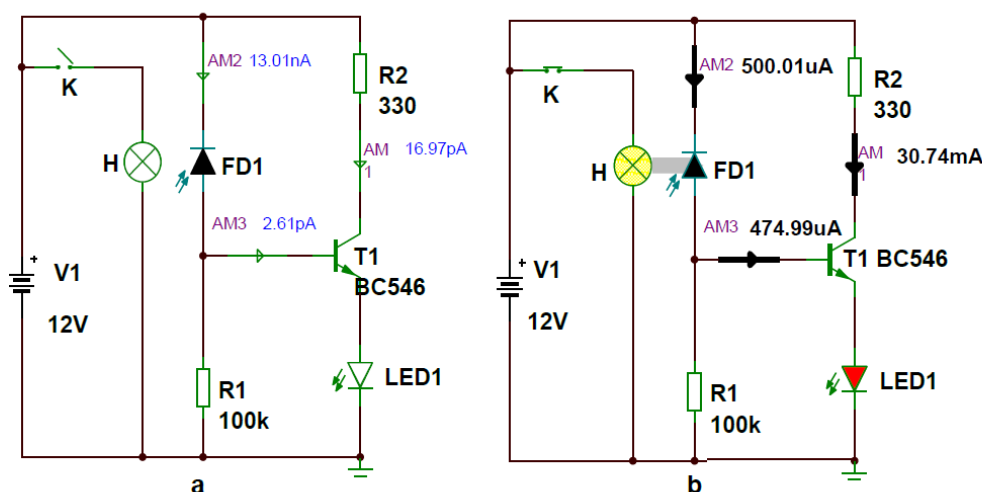 AM2 13.01nA
K
R2
330
AM 16.97pA
1
H
FD1
AM3 2.61pA
T1
BC546
+
V1
12V
R1
100k
LED1
a
AM2 500.01uA
K
R2
330
AM 30.74mA
1
H
FD1
AM3 474.99uA
T1 BC546
+
V1
12V
R1
100k
LED1
b